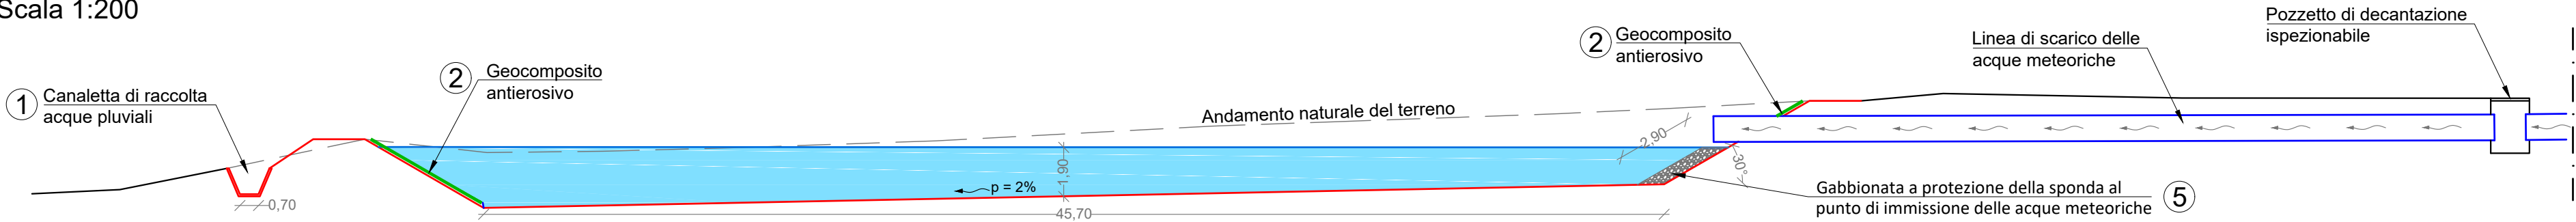 Scala 1:200
1
Canaletta di raccolta
acque pluviali
2
Geocomposito
antierosivo
Andamento naturale del terreno
2
Geocomposito
antierosivo
Linea di scarico delle
acque meteoriche
Pozzetto di decantazione
ispezionabile
2,90
1,90
30°
p = 2%
0,70
45,70
Gabbionata a protezione della sponda al
punto di immissione delle acque meteoriche
5